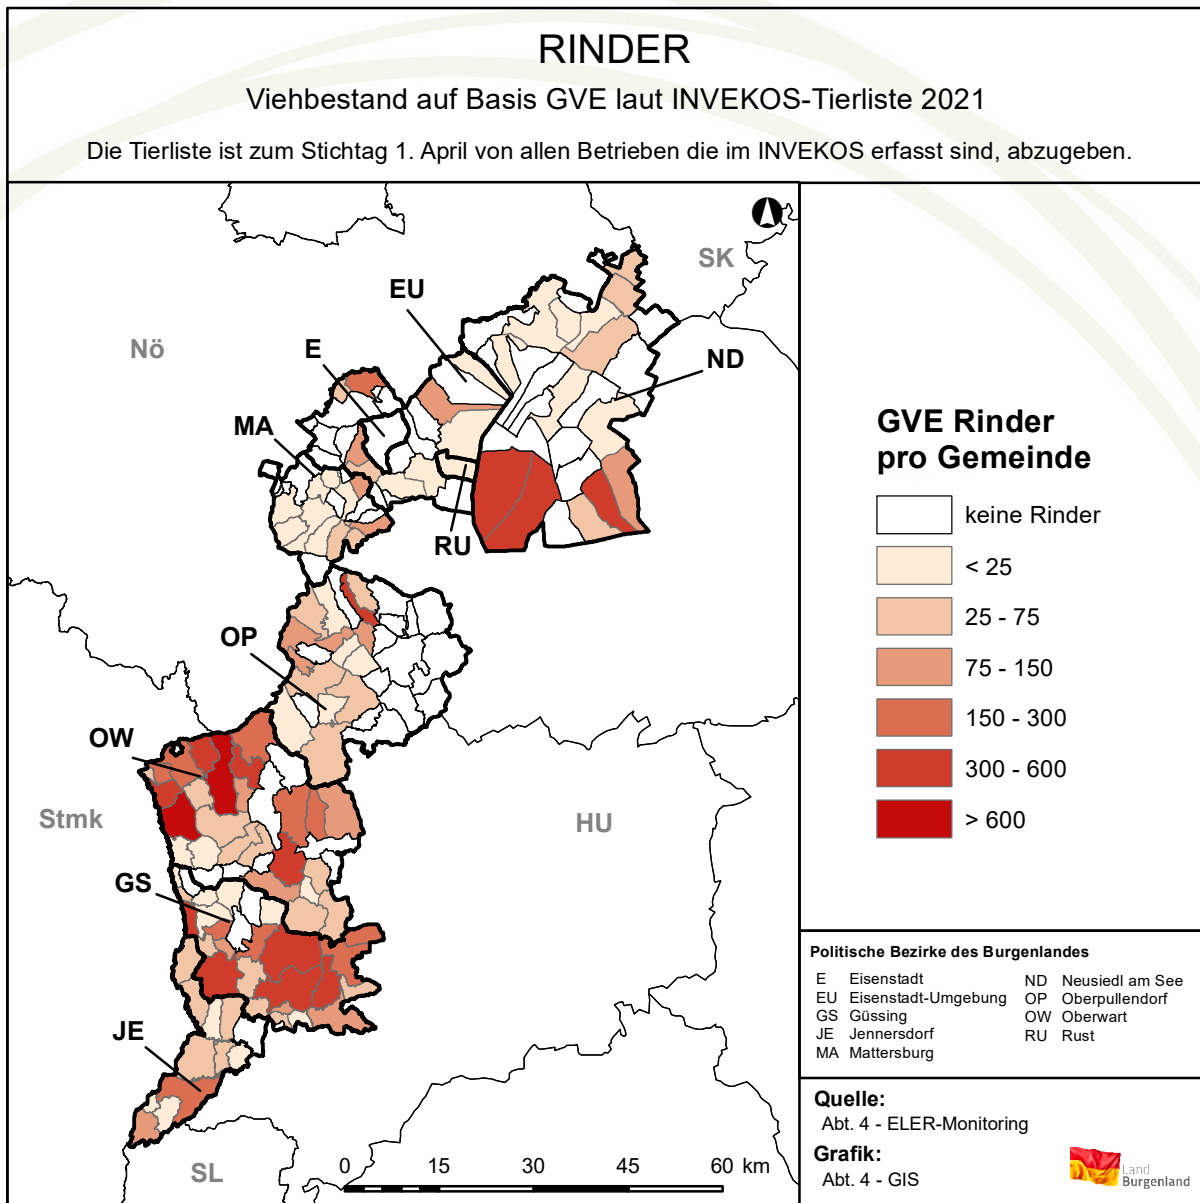 RINDER
Viehbestand auf Basis GVE laut INVEKOS-Tierliste 2021
Die Tierliste ist zum Stichtag 1. April von allen Betrieben die im INVEKOS erfasst sind, abzugeben.
SK
EU
Nö
E
ND
MA
RU
OP
OW
Stmk
HU
GS
JE
SL
0 15 30 45 60 km
GVE Rinder
pro Gemeinde
keine Rinder
< 25
25 - 75
75 - 150
150 - 300
300 - 600
> 600
Politische Bezirke des Burgenlandes
E Eisenstadt
EU Eisenstadt-Umgebung
GS Güssing
JE Jennersdorf
MA Mattersburg
ND Neusiedl am See
OP Oberpullendorf
OW Oberwart
RU Rust
Quelle:
Abt. 4 - ELER-Monitoring
Grafik:
Abt. 4 - GIS
Land
Burgenland